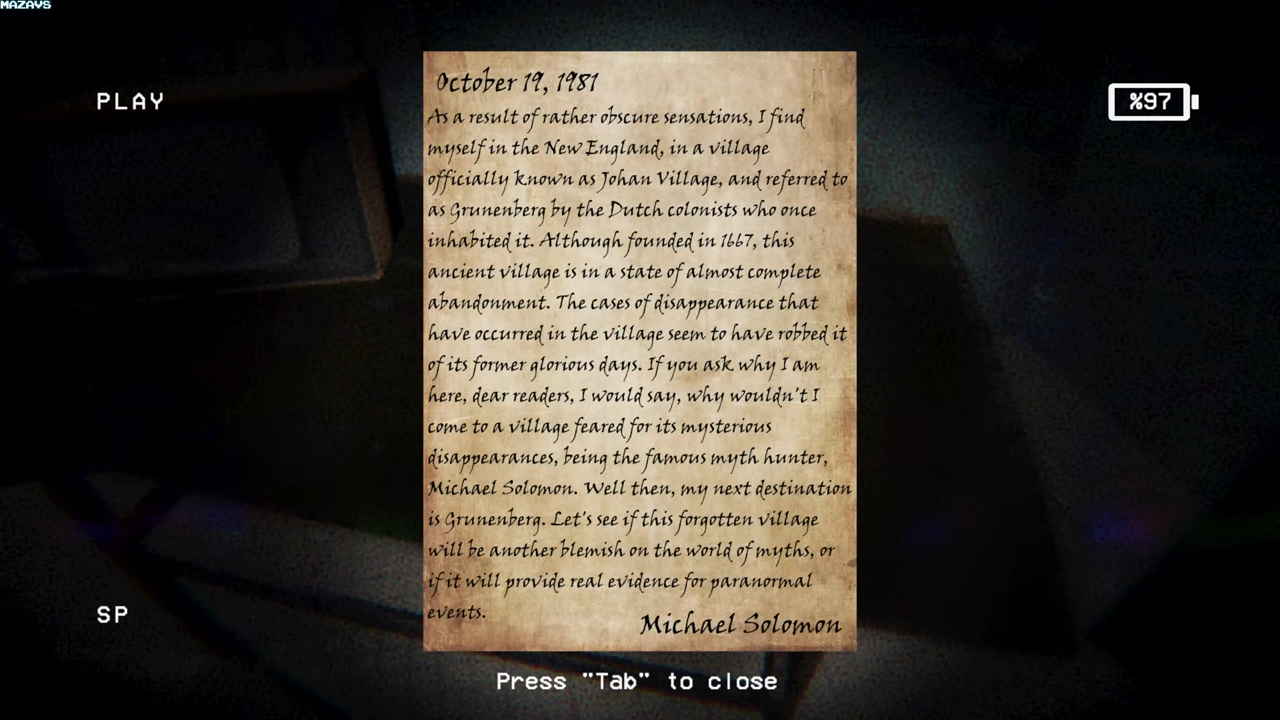 MAZAVS
PLAY
%97
October 19, 1981
As a result of rather obscure sensations, I find
myself in the New England, in a village
officially known as Johan Village, and referred to
as Grunenberg by the Dutch colonists who once
inhabited it. Although founded in 1667, this
ancient village is in a state of almost complete
abandonment. The cases of disappearance that
have occurred in the village seem to have robbed it
of its former glorious days. If you ask why I am
here, dear readers, I would say, why wouldn't I
come to a village feared for its mysterious
disappearances, being the famous myth hunter,
Michael Solomon. Well then, my next destination
is Grunenberg. Let's see if this forgotten village
will be another blemish on the world of myths, or
if it will provide real evidence for paranormal
events.
Michael Solomon
SP
Press "Tab" to close